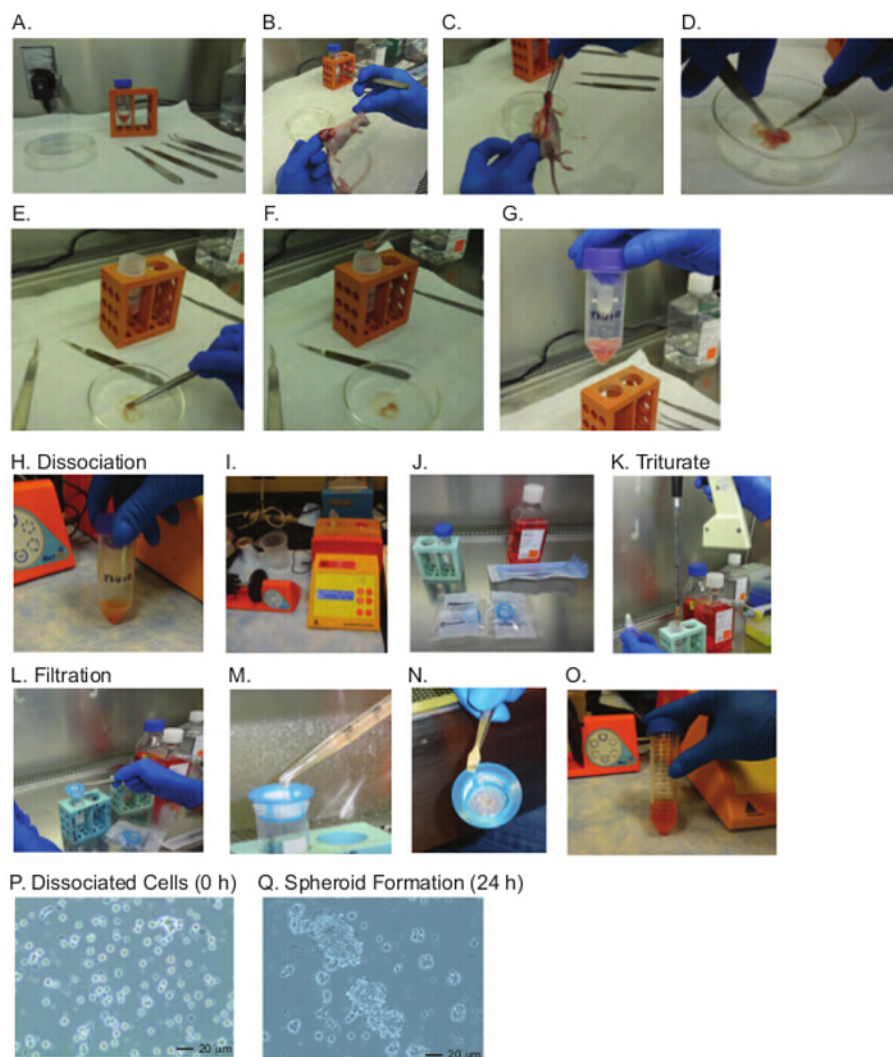 A.
B.
C.
D.
E.
F.
G.
H. Dissociation
I.
J.
K. Triturate
L. Filtration
M.
N.
O.
P. Dissociated Cells (0 h)
Q. Spheroid Formation (24 h)
20 μm
20 μm